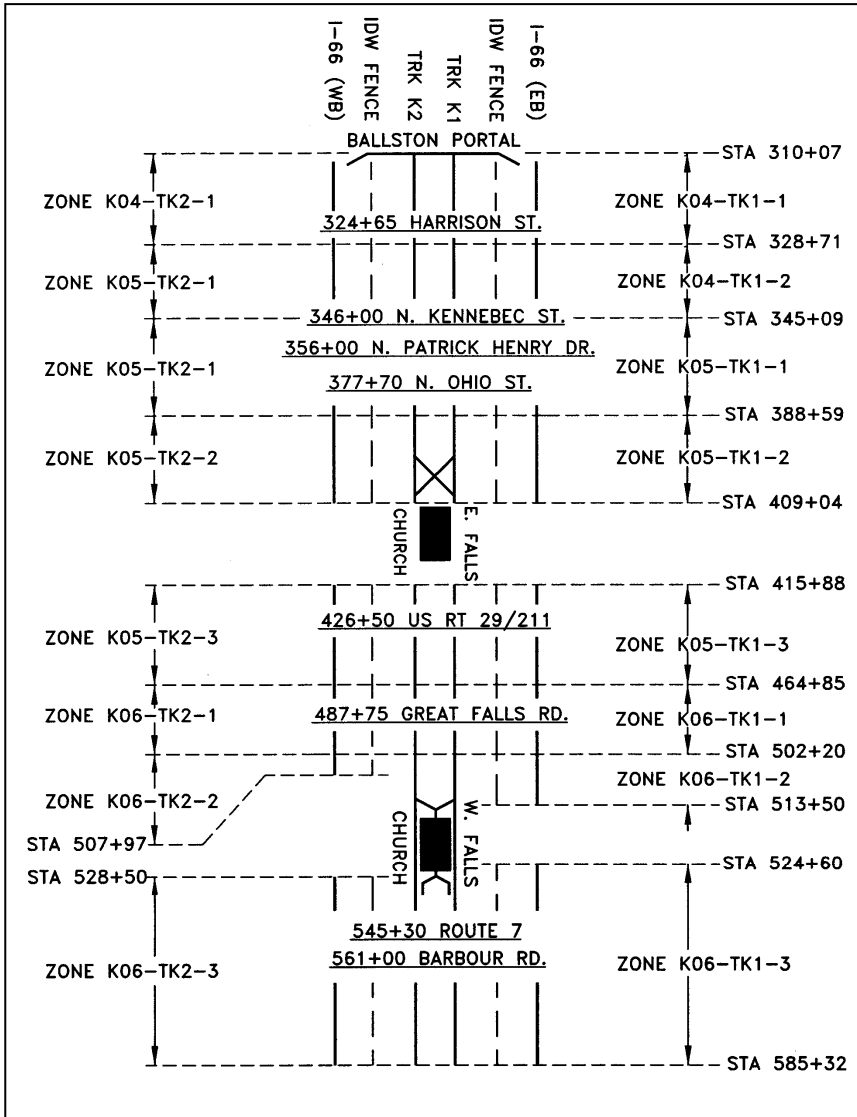 I-66 (WB)
IDW FENCE
TRK K2
TRK K1
IDW FENCE
I-66 (EB)
BALLSTON PORTAL
STA 310+07
ZONE K04-TK2-1
324+65 HARRISON ST.
ZONE K04-TK1-1
STA 328+71
ZONE K05-TK2-1
ZONE K04-TK1-2
346+00 N. KENNEBEC ST.
STA 345+09
356+00 N. PATRICK HENRY DR.
ZONE K05-TK2-1
ZONE K05-TK1-1
377+70 N. OHIO ST.
STA 388+59
ZONE K05-TK2-2
ZONE K05-TK1-2
STA 409+04
E. FALLS
CHURCH
STA 415+88
426+50 US RT 29/211
ZONE K05-TK2-3
ZONE K05-TK1-3
STA 464+85
ZONE K06-TK2-1
487+75 GREAT FALLS RD.
ZONE K06-TK1-1
STA 502+20
ZONE K06-TK2-2
ZONE K06-TK1-2
STA 513+50
W. FALLS
CHURCH
STA 507+97
STA 524+60
STA 528+50
545+30 ROUTE 7
561+00 BARBOUR RD.
ZONE K06-TK2-3
ZONE K06-TK1-3
STA 585+32